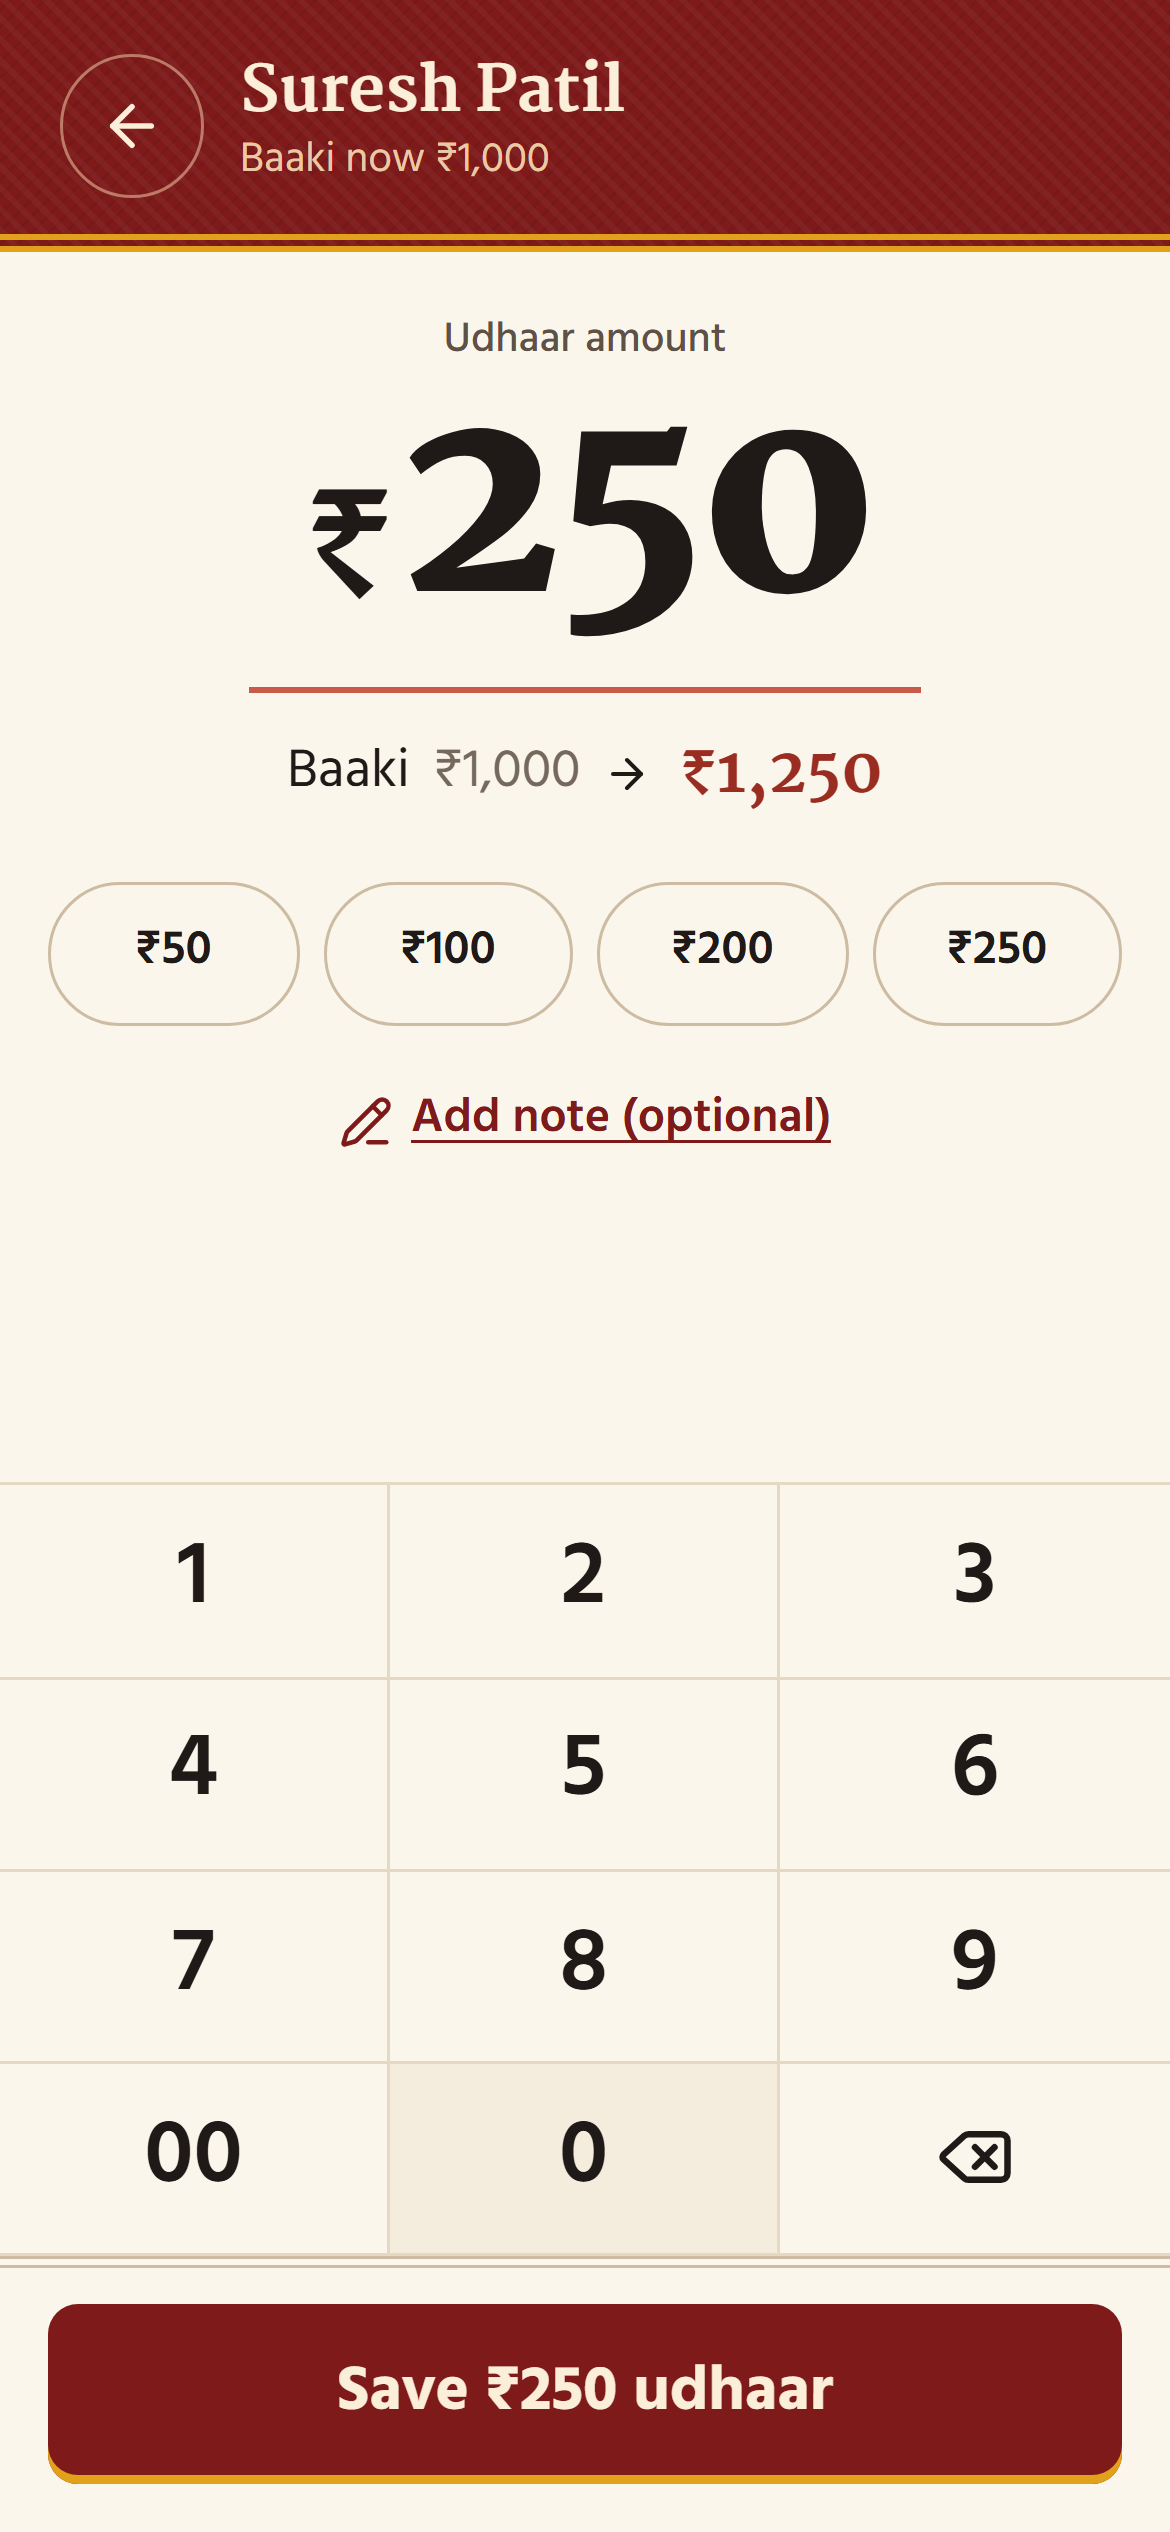 Suresh Patil
Baaki now ₹1,000
Udhaar amount
₹250
Baaki ₹1,000 → ₹1,250
₹50 ₹100 ₹200 ₹250
Add note (optional)
1 2 3
4 5 6
7 8 9
00 0
Save ₹250 udhaar